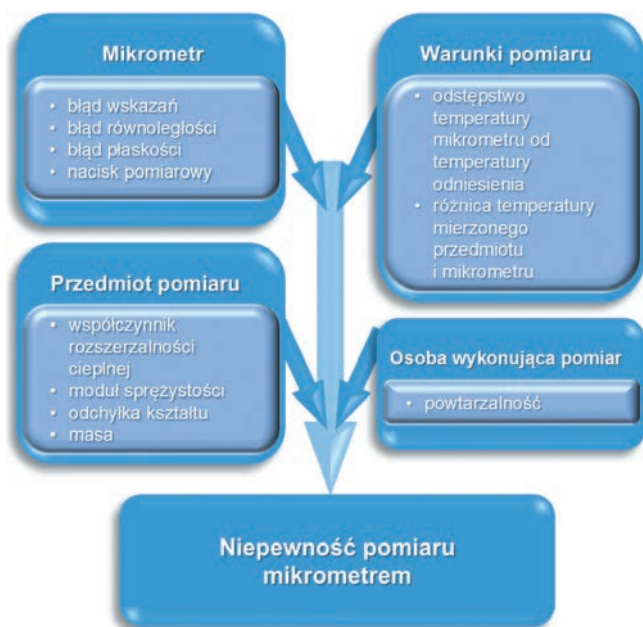 Mikrometr
• błąd wskazań
• błąd równoległości
• błąd płaskości
• nacisk pomiarowy
Warunki pomiaru
• odstępstwo
temperatury
mikrometru od
temperatury
odniesienia
• różnica temperatury
mierzonego
przedmiotu
i mikrometru
Przedmiot pomiaru
• współczynnik
rozszerzalności
cieplnej
• moduł sprężystości
• odchyłka kształtu
• masa
Osoba wykonująca pomiar
• powtarzalność
Niepewność pomiaru
mikrometrem